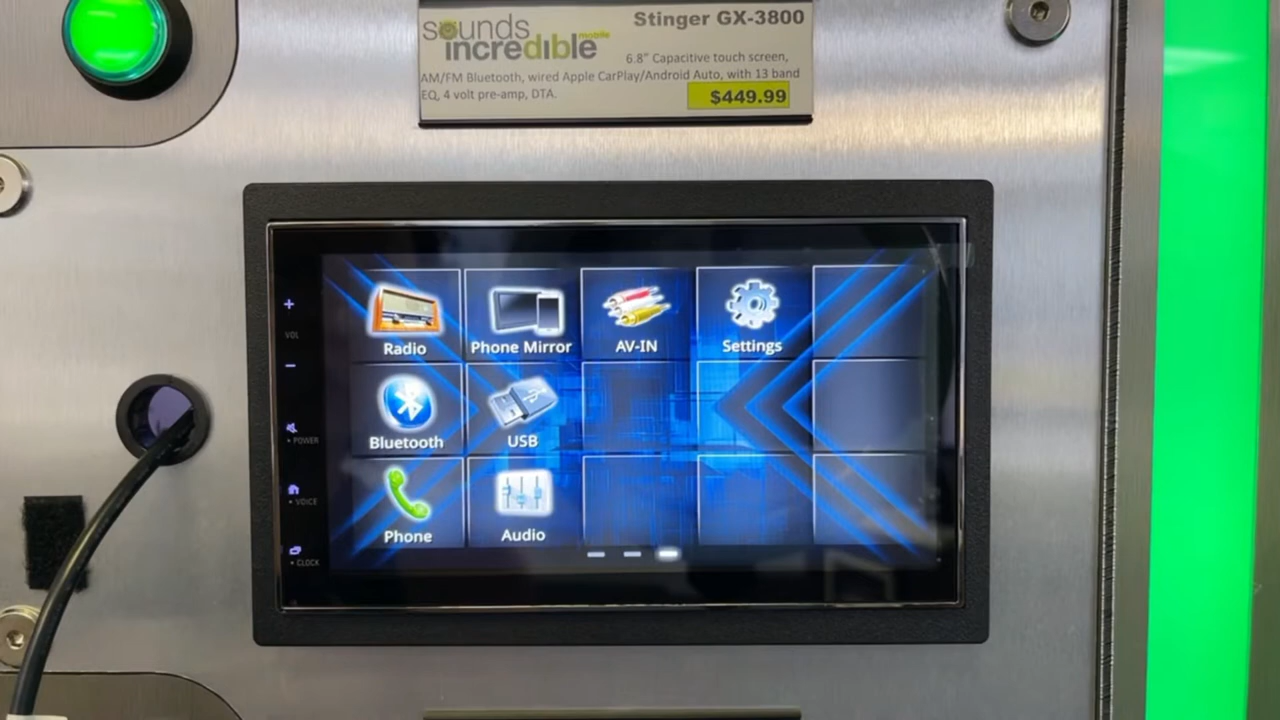 sounds
incredible mobile
Stinger GX-3800
6.8" Capacitive touch screen,
AM/FM Bluetooth, wired Apple CarPlay/Android Auto, with 13 band
EQ, 4 volt pre-amp, DTA.
$449.99
+
VOL
−
• POWER
• VOICE
• CLOCK
Radio
Phone Mirror
AV-IN
Settings
Bluetooth
USB
Phone
Audio